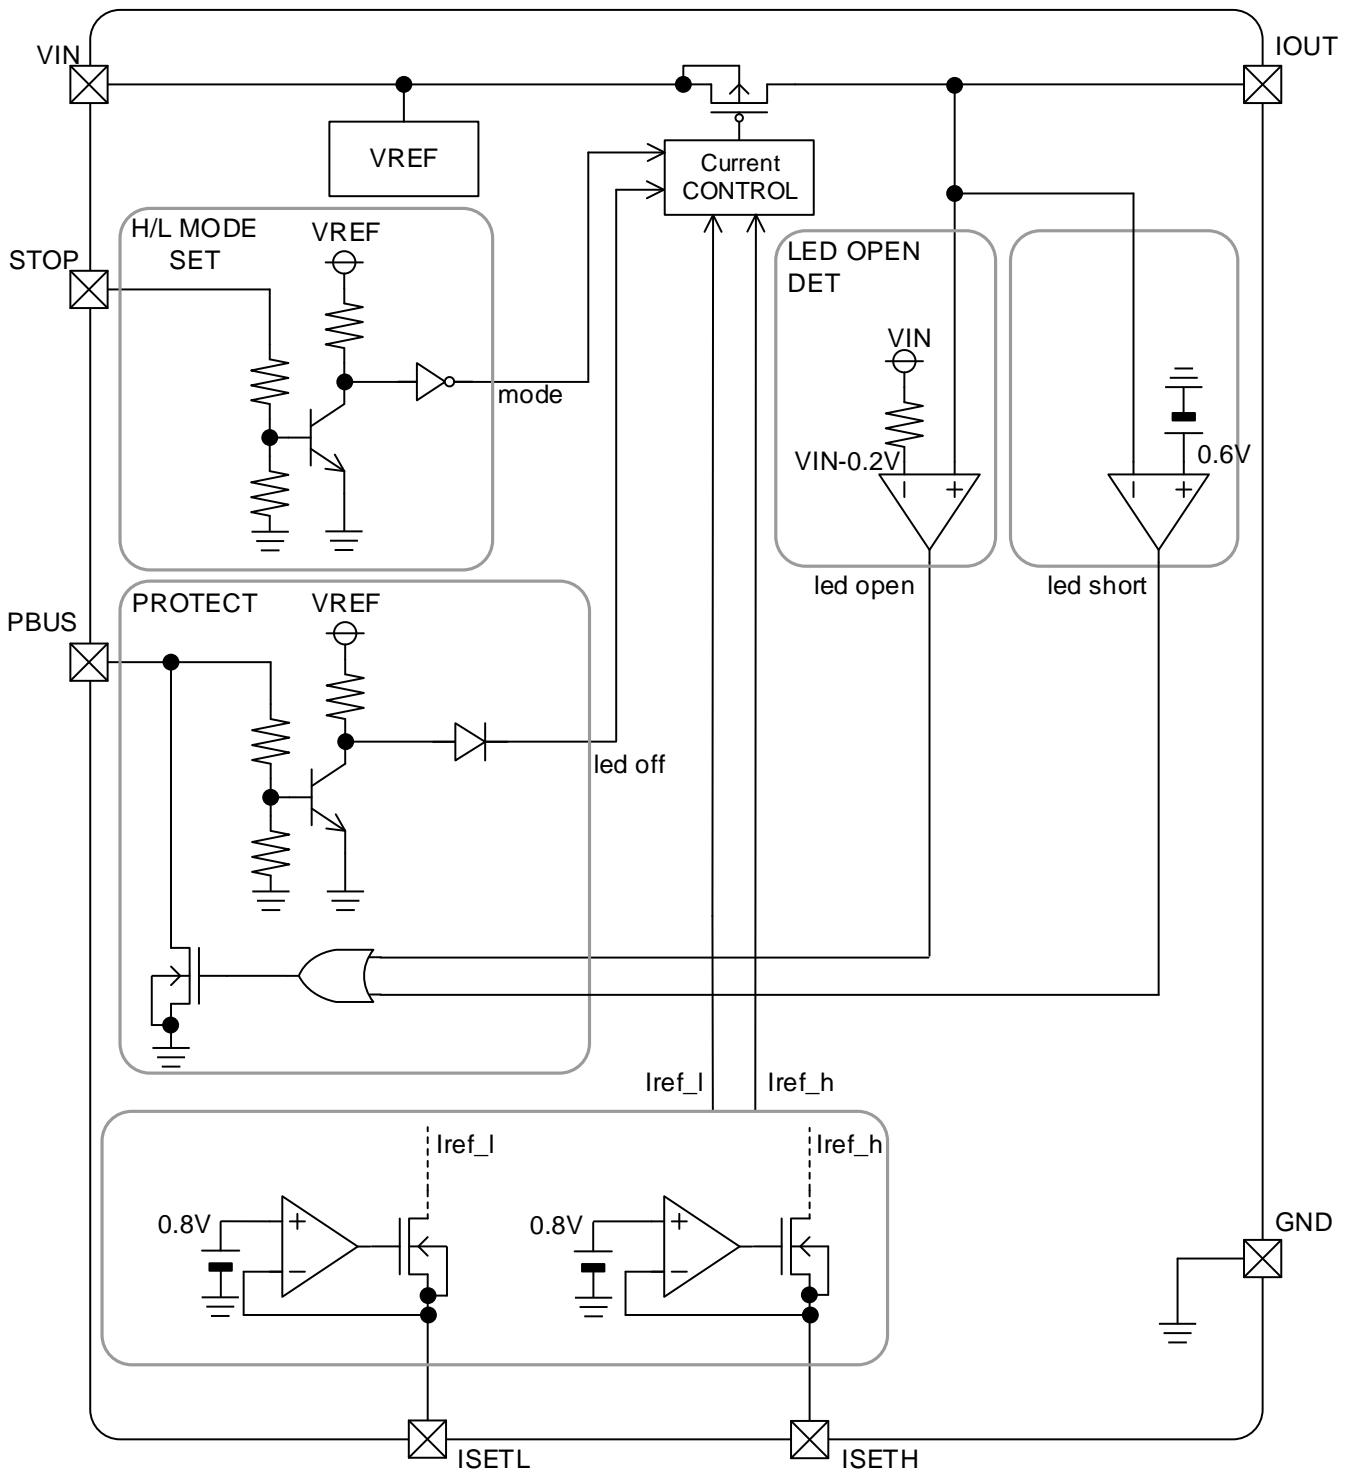 VIN
IOUT
VREF
Current
CONTROL
H/L MODE
SET
VREF
STOP
mode
LED OPEN
DET
VIN
VIN-0.2V
0.6V
led open
led short
PROTECT
VREF
PBUS
led off
Iref_l
Iref_h
Iref_l
Iref_h
0.8V
0.8V
GND
ISETL
ISETH